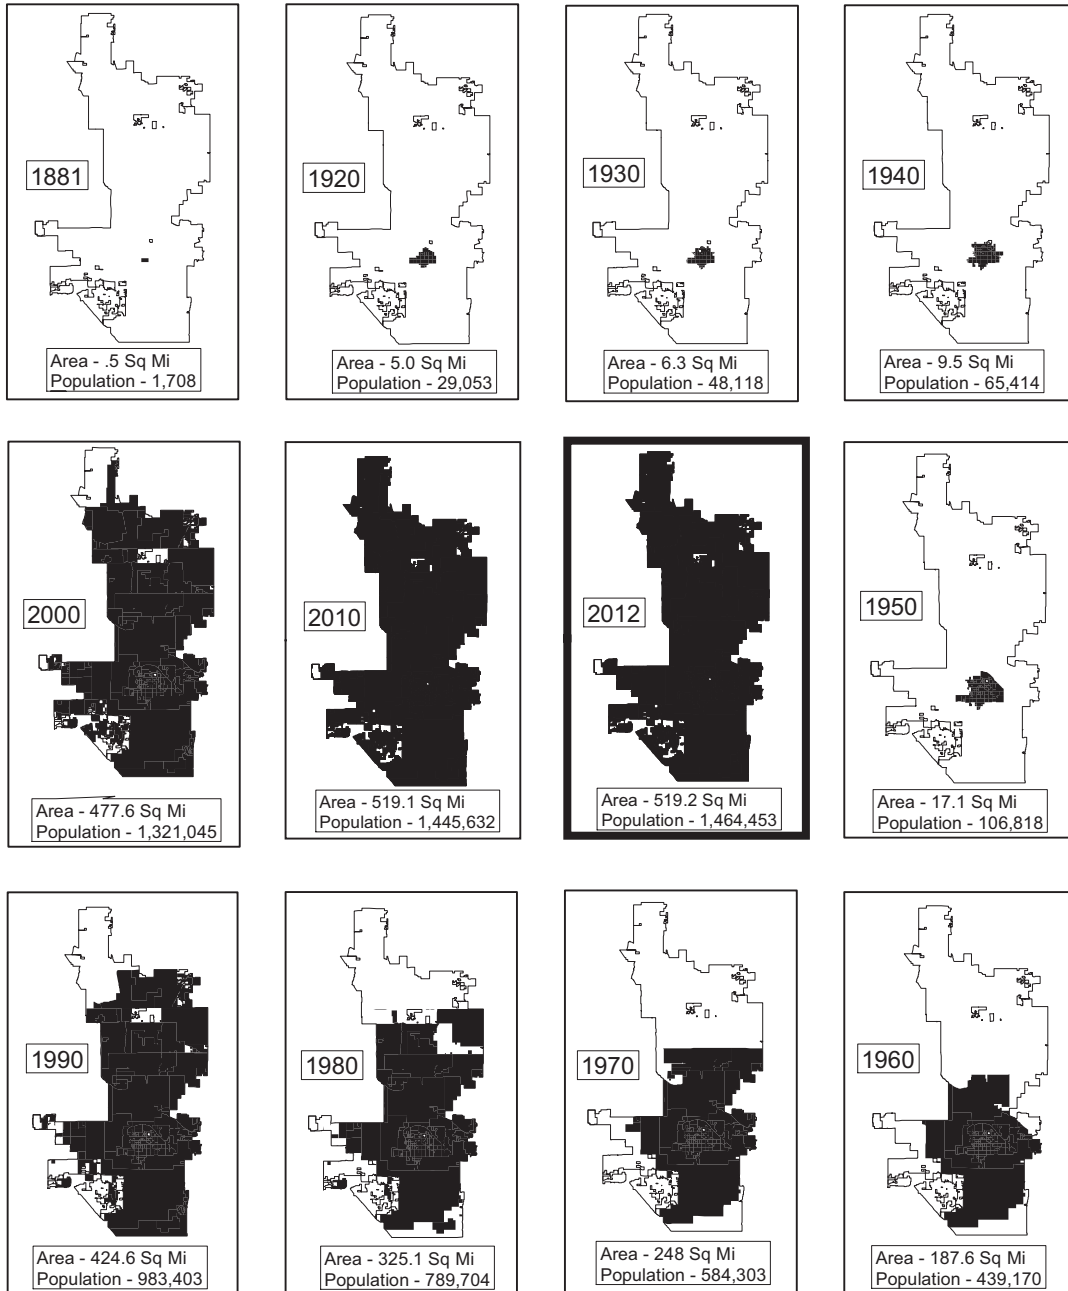 1881
Area - .5 Sq Mi
Population - 1,708
1920
Area - 5.0 Sq Mi
Population - 29,053
1930
Area - 6.3 Sq Mi
Population - 48,118
1940
Area - 9.5 Sq Mi
Population - 65,414
2000
Area - 477.6 Sq Mi
Population - 1,321,045
2010
Area - 519.1 Sq Mi
Population - 1,445,632
2012
Area - 519.2 Sq Mi
Population - 1,464,453
1950
Area - 17.1 Sq Mi
Population - 106,818
1990
Area - 424.6 Sq Mi
Population - 983,403
1980
Area - 325.1 Sq Mi
Population - 789,704
1970
Area - 248 Sq Mi
Population - 584,303
1960
Area - 187.6 Sq Mi
Population - 439,170